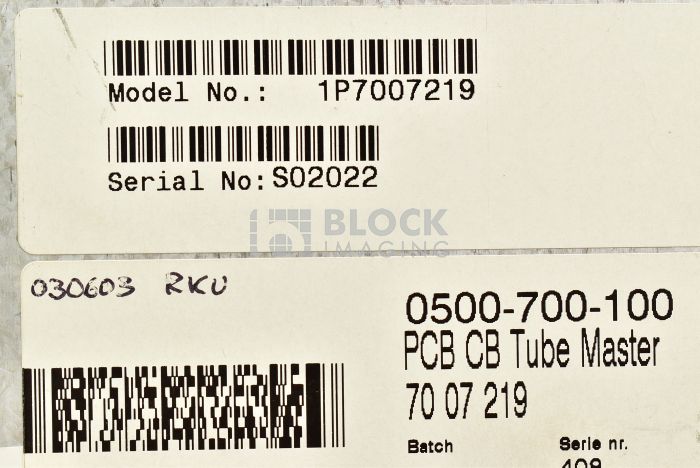 Model No.: 1P7007219
Serial No: S02022
BLOCK
IMAGING
030603 RKU
0500-700-100
PCB CB Tube Master
70 07 219
Batch Serie nr.
408